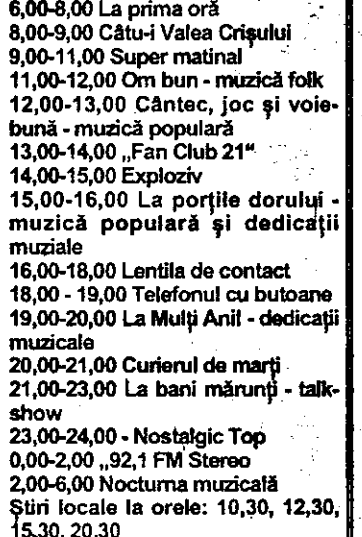 6,00-8,00 La prima oră
8,00-9,00 Câtu-i Valea Crişului
9,00-11,00 Super matinal
11,00-12,00 Om bun - muzică folk
12,00-13,00 Cântec, joc şi voie-
bună - muzică populară
13,00-14,00 „Fan Club 21"
14,00-15,00 Exploziv
15,00-16,00 La porţile dorului -
muzică populară şi dedicaţii
muziale
16,00-18,00 Lentila de contact
18,00 - 19,00 Telefonul cu butoane
19,00-20,00 La Mulţi Ani! - dedicaţii
muzicale
20,00-21,00 Curierul de marţi
21,00-23,00 La bani mărunţi - talk-
show
23,00-24,00 - Nostalgic Top
0,00-2,00 „92,1 FM Stereo
2,00-6,00 Nocturna muzicală
Ştiri locale la orele: 10,30, 12,30,
15,30, 20,30